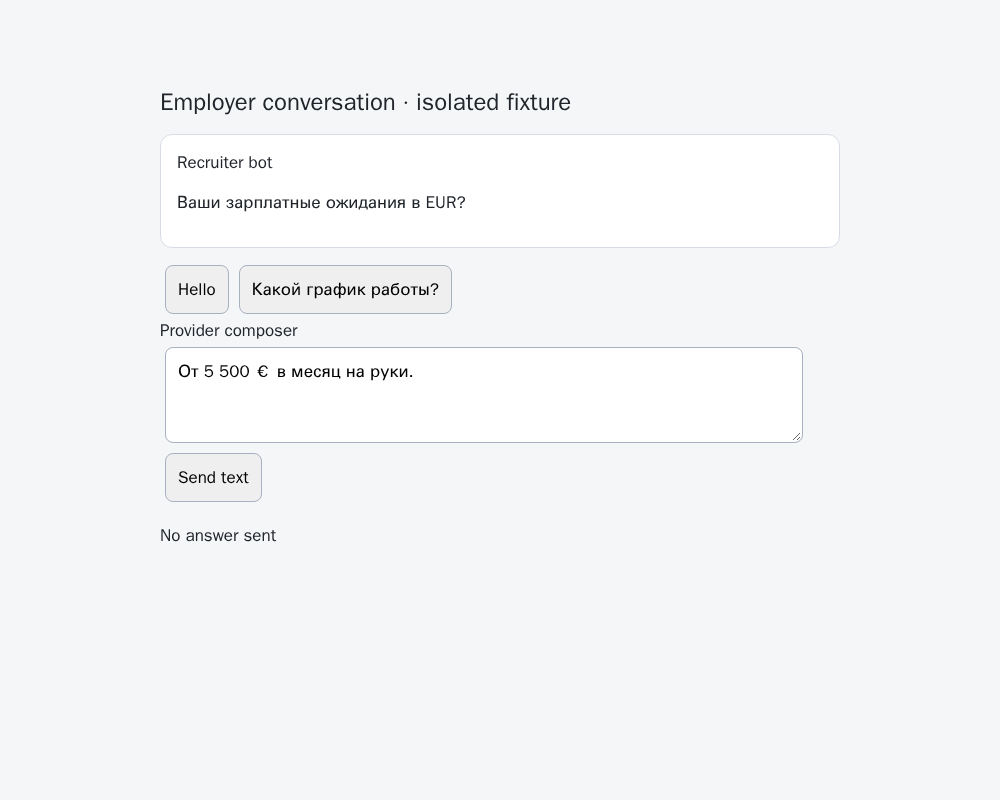 Employer conversation · isolated fixture
Recruiter bot
Ваши зарплатные ожидания в EUR?
Hello
Какой график работы?
Provider composer
От 5 500 € в месяц на руки.
Send text
No answer sent